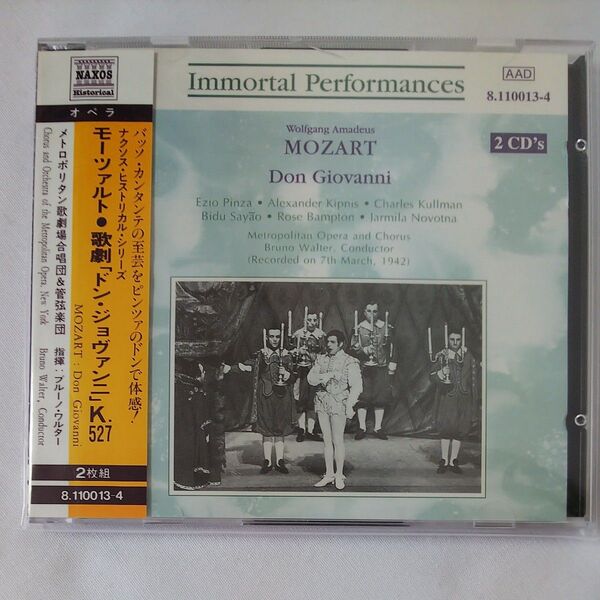 NAXOS
Historical
オペラ
バッソ・カンタンテの至芸をピンツァのドンで体感!
ナクソス・ヒストリカル・シリーズ
モーツァルト●歌劇「ドン・ジョヴァンニ」K.527
MOZART : Don Giovanni
メトロポリタン歌劇場合唱団&管弦楽団 指揮:ブルーノ・ワルター
Chorus and Orchestra of the Metropolitan Opera, New York Bruno Walter, Conductor
2枚組
8.110013-4
Immortal Performances
AAD
8.110013-4
Wolfgang Amadeus
MOZART
2 CD's
Don Giovanni
Ezio Pinza • Alexander Kipnis • Charles Kullman
Bidu Sayão • Rose Bampton • Jarmila Novotna
Metropolitan Opera and Chorus
Bruno Walter, Conductor
(Recorded on 7th March, 1942)